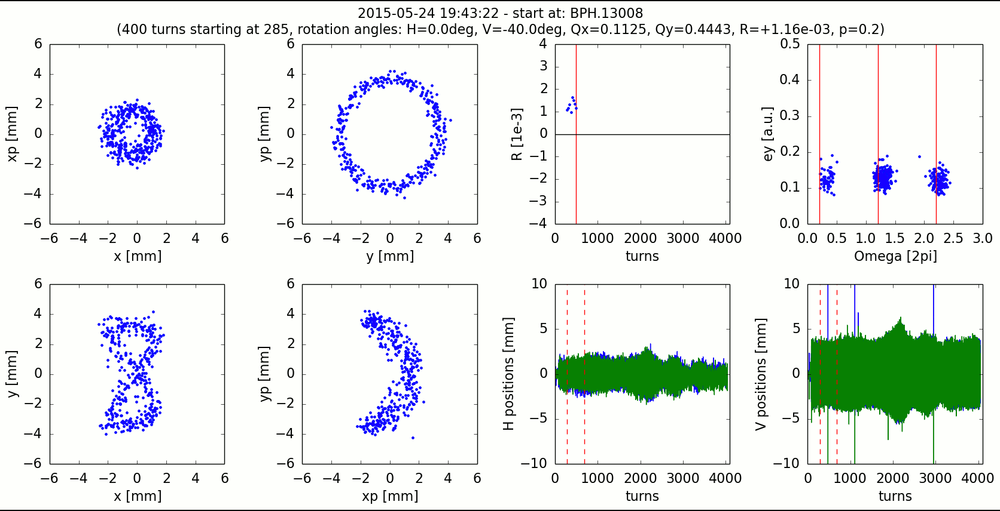 2015-05-24 19:43:22 - start at: BPH.13008
(400 turns starting at 285, rotation angles: H=0.0deg, V=-40.0deg, Qx=0.1125, Qy=0.4443, R=+1.16e-03, p=0.2)
6
4
2
0
−2
−4
−6
xp [mm]
−6 −4 −2 0 2 4 6
x [mm]
6
4
2
0
−2
−4
−6
yp [mm]
−6 −4 −2 0 2 4 6
y [mm]
4
3
2
1
0
−1
−2
−3
−4
R [1e-3]
0 1000 2000 3000 4000
turns
0.5
0.4
0.3
0.2
0.1
0.0
ey [a.u.]
0.0 0.5 1.0 1.5 2.0 2.5 3.0
Omega [2pi]
6
4
2
0
−2
−4
−6
y [mm]
−6 −4 −2 0 2 4 6
x [mm]
6
4
2
0
−2
−4
−6
yp [mm]
−6 −4 −2 0 2 4 6
xp [mm]
10
5
0
−5
−10
H positions [mm]
0 1000 2000 3000 4000
turns
10
5
0
−5
−10
V positions [mm]
0 1000 2000 3000 4000
turns